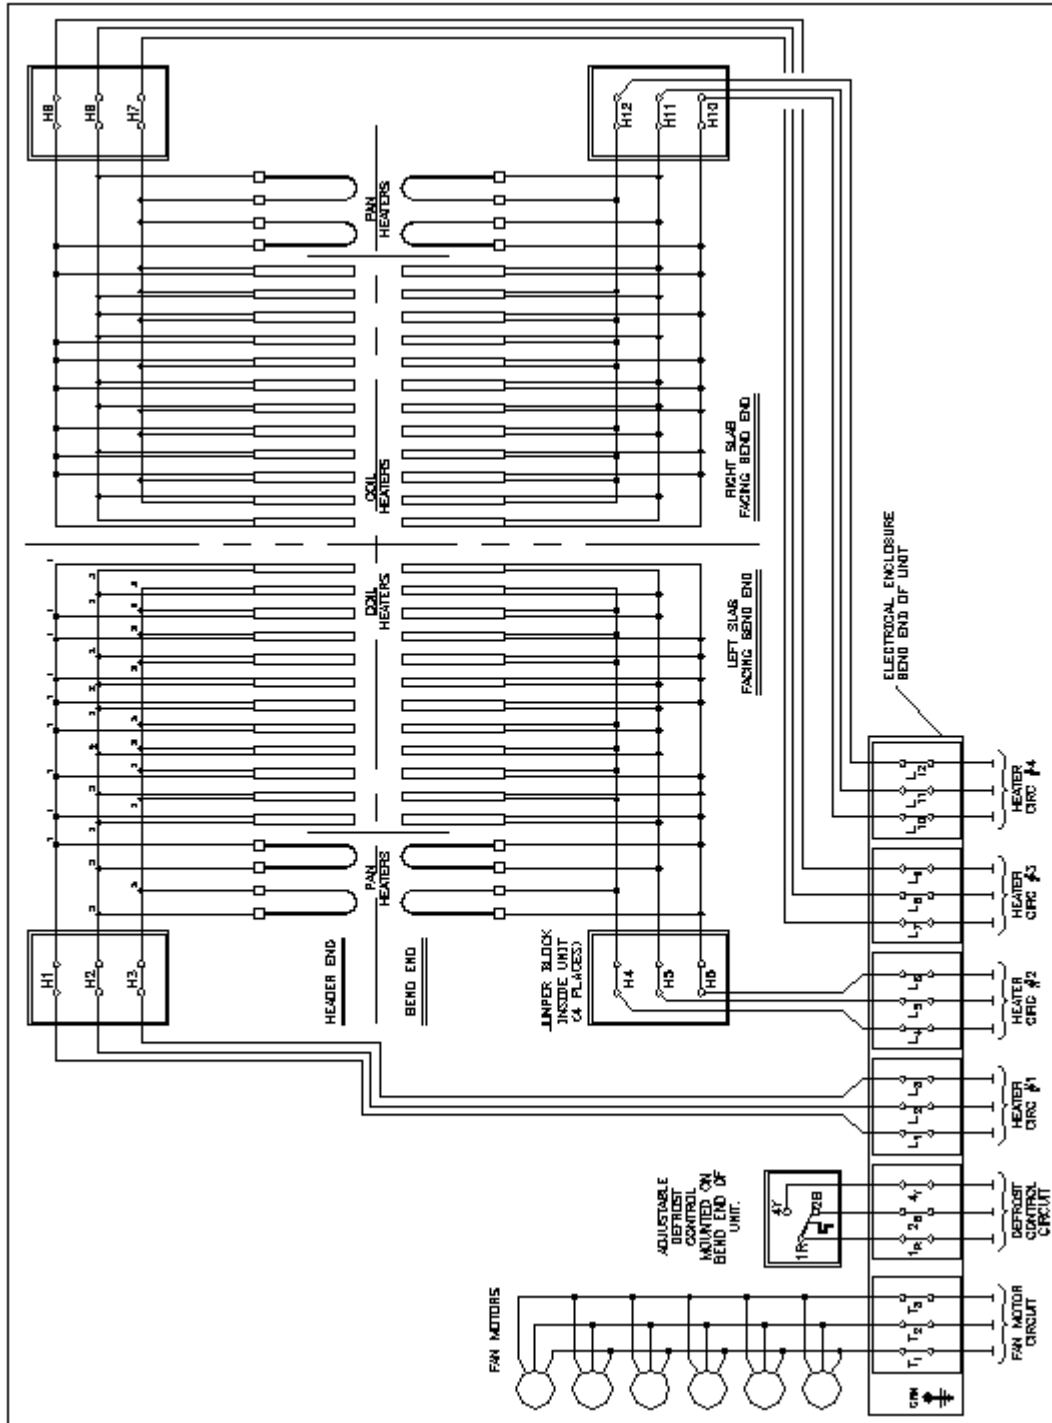 H8
H8
H7
H12
H11
H10
PAN
HEATERS
COIL
HEATERS
RIGHT SLAB
FACING BEND END
COIL
HEATERS
LEFT SLAB
FACING BEND END
PAN
HEATERS
H1
H2
H3
HEADER END
BEND END
JUMPER BLOCK
INSIDE UNIT
(4 PLACES)
H4
H5
H6
ELECTRICAL ENCLOSURE
BEND END OF UNIT
L12
L11
L10
HEATER
CIRC #4
L8
L7
HEATER
CIRC #3
L6
L5
L4
HEATER
CIRC #2
L3
L2
L1
HEATER
CIRC #1
ADJUSTABLE
DEFROST
CONTROL
MOUNTED ON
BEND END OF
UNIT.
4Y
2B
1R
4Y
2B
1R
DEFROST
CONTROL
CIRCUIT
FAN MOTORS
T3
T2
T1
FAN MOTOR
CIRCUIT